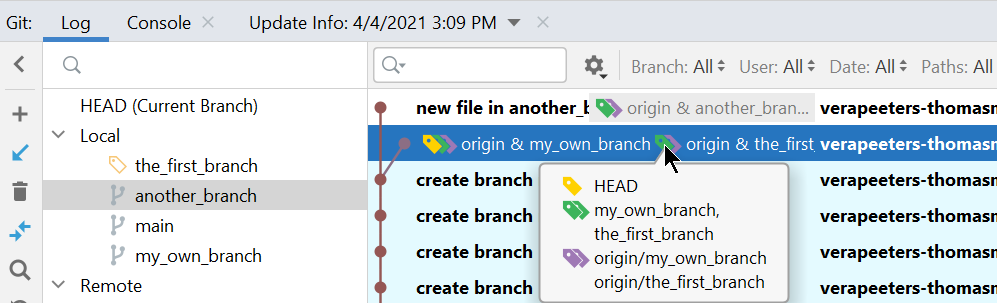 Git: Log Console Update Info: 4/4/2021 3:09 PM
Branch: All User: All Date: All Paths: All
HEAD (Current Branch)
Local
the_first_branch
another_branch
main
my_own_branch
Remote
new file in another_b origin & another_bran... verapeeters-thomasm
origin & my_own_branch origin & the_first verapeeters-thomasm
create branch verapeeters-thomasm
create branch verapeeters-thomasm
create branch verapeeters-thomasm
create branch verapeeters-thomasm
HEAD
my_own_branch,
the_first_branch
origin/my_own_branch
origin/the_first_branch